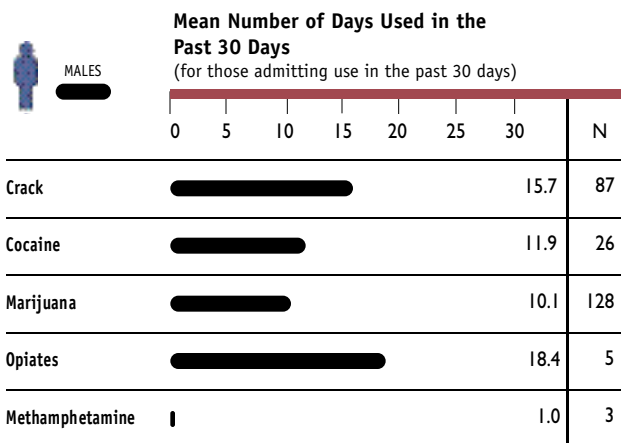 Mean Number of Days Used in the
Past 30 Days
(for those admitting use in the past 30 days)
MALES
0 5 10 15 20 25 30 N
Crack 15.7 87
Cocaine 11.9 26
Marijuana 10.1 128
Opiates 18.4 5
Methamphetamine 1.0 3